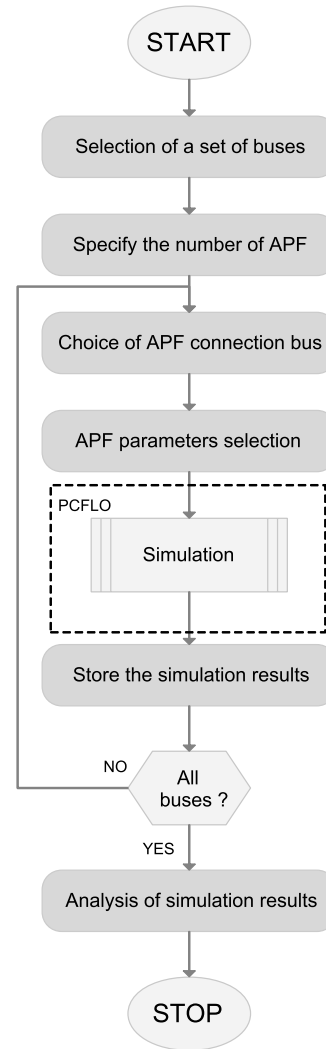 START
Selection of a set of buses
Specify the number of APF
Choice of APF connection bus
APF parameters selection
PCFLO
Simulation
Store the simulation results
NO
All
buses ?
YES
Analysis of simulation results
STOP